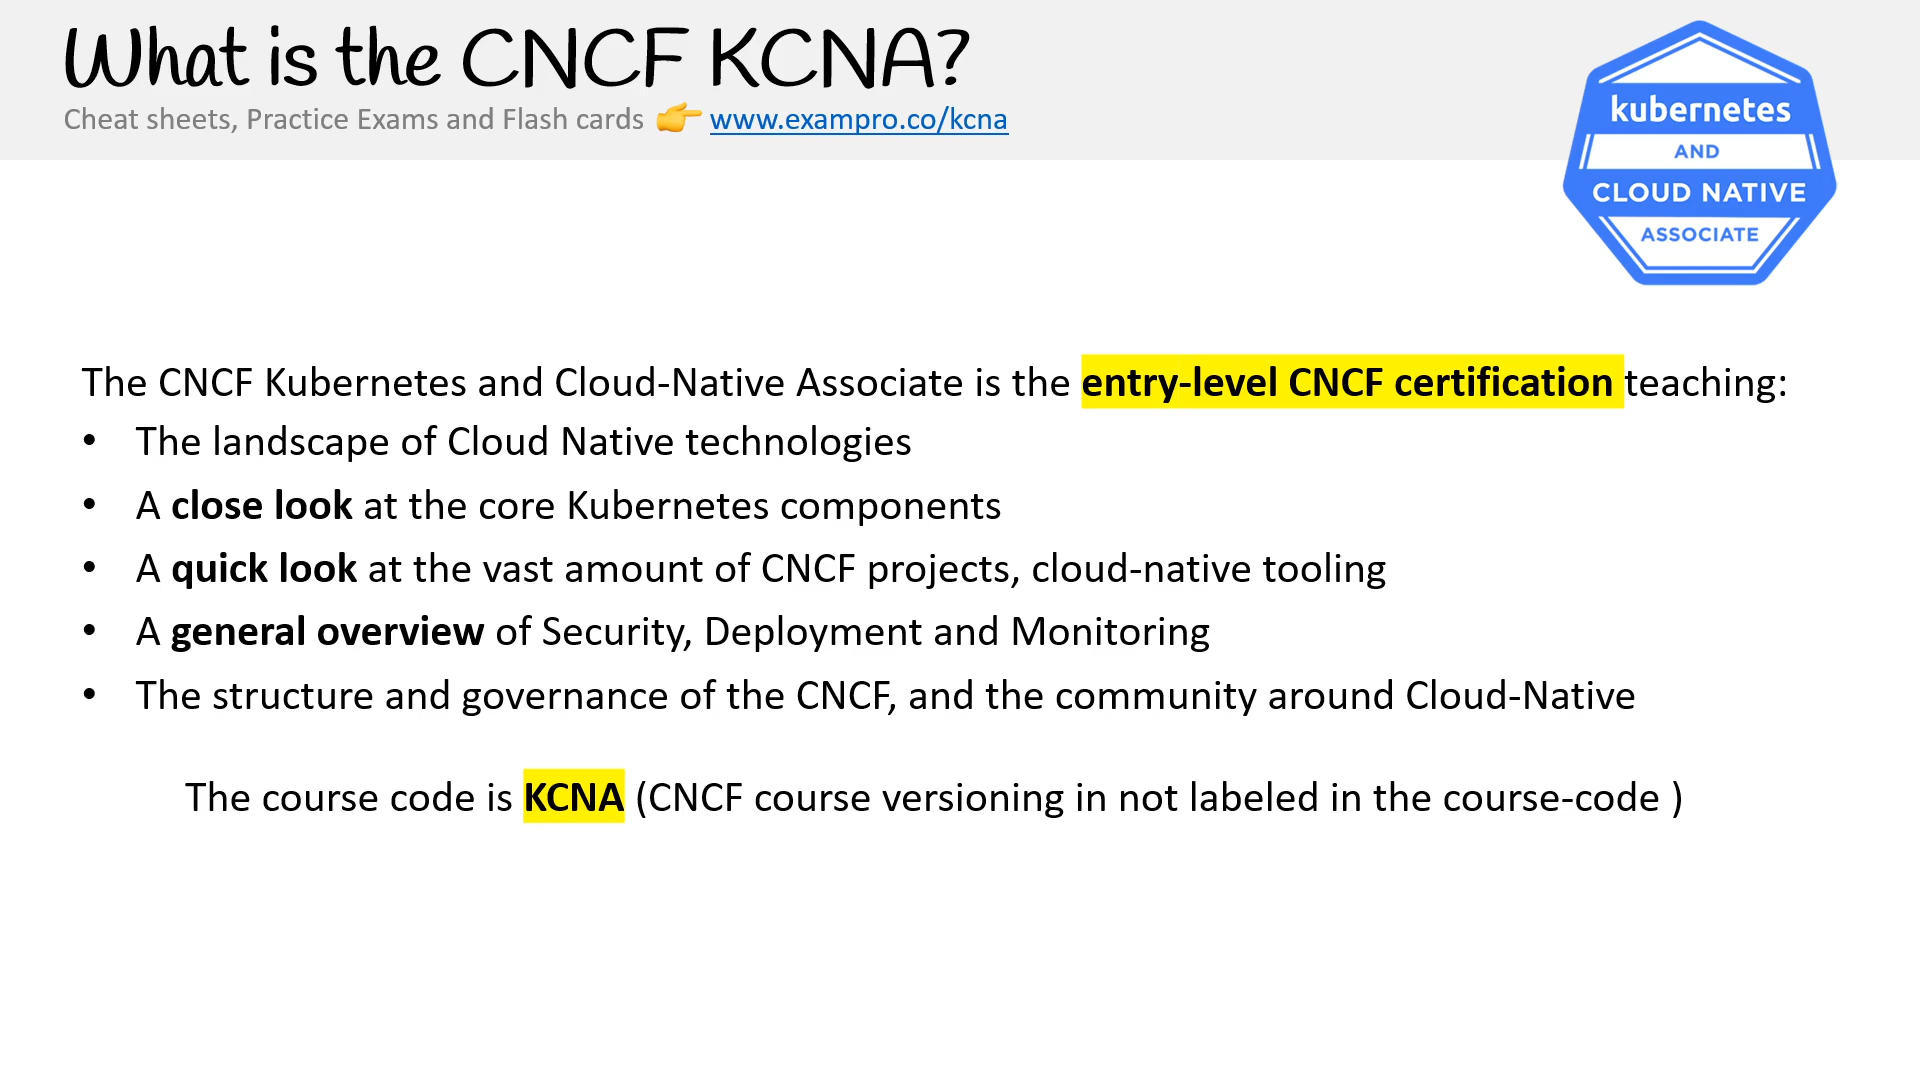 What is the CNCF KCNA?
Cheat sheets, Practice Exams and Flash cards 👉 www.exampro.co/kcna
kubernetes
AND
CLOUD NATIVE
ASSOCIATE
The CNCF Kubernetes and Cloud-Native Associate is the entry-level CNCF certification teaching:
• The landscape of Cloud Native technologies
• A close look at the core Kubernetes components
• A quick look at the vast amount of CNCF projects, cloud-native tooling
• A general overview of Security, Deployment and Monitoring
• The structure and governance of the CNCF, and the community around Cloud-Native
The course code is KCNA (CNCF course versioning in not labeled in the course-code )